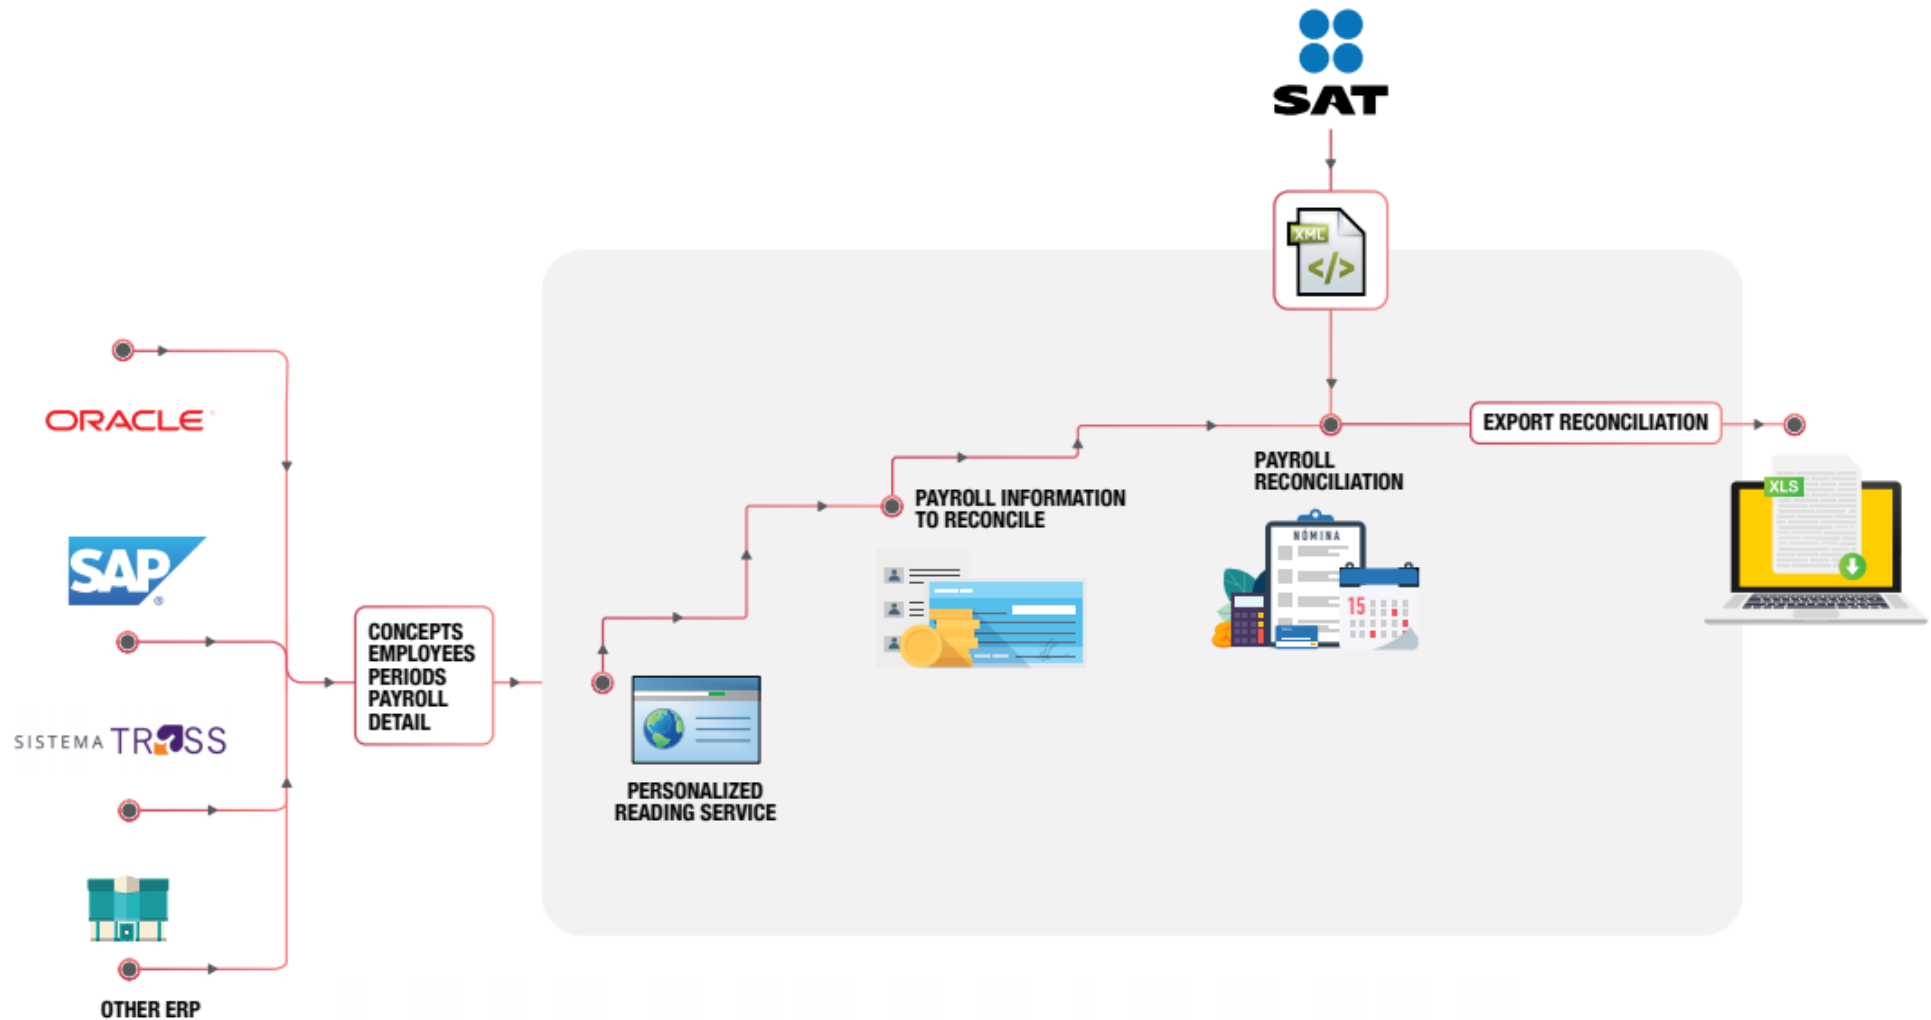 SAT
XML
</>
ORACLE
EXPORT RECONCILIATION
PAYROLL
RECONCILIATION
XLS
PAYROLL INFORMATION
TO RECONCILE
NÓMINA
15
SAP
®
CONCEPTS
EMPLOYEES
PERIODS
PAYROLL
DETAIL
SISTEMA TRESS
PERSONALIZED
READING SERVICE
OTHER ERP